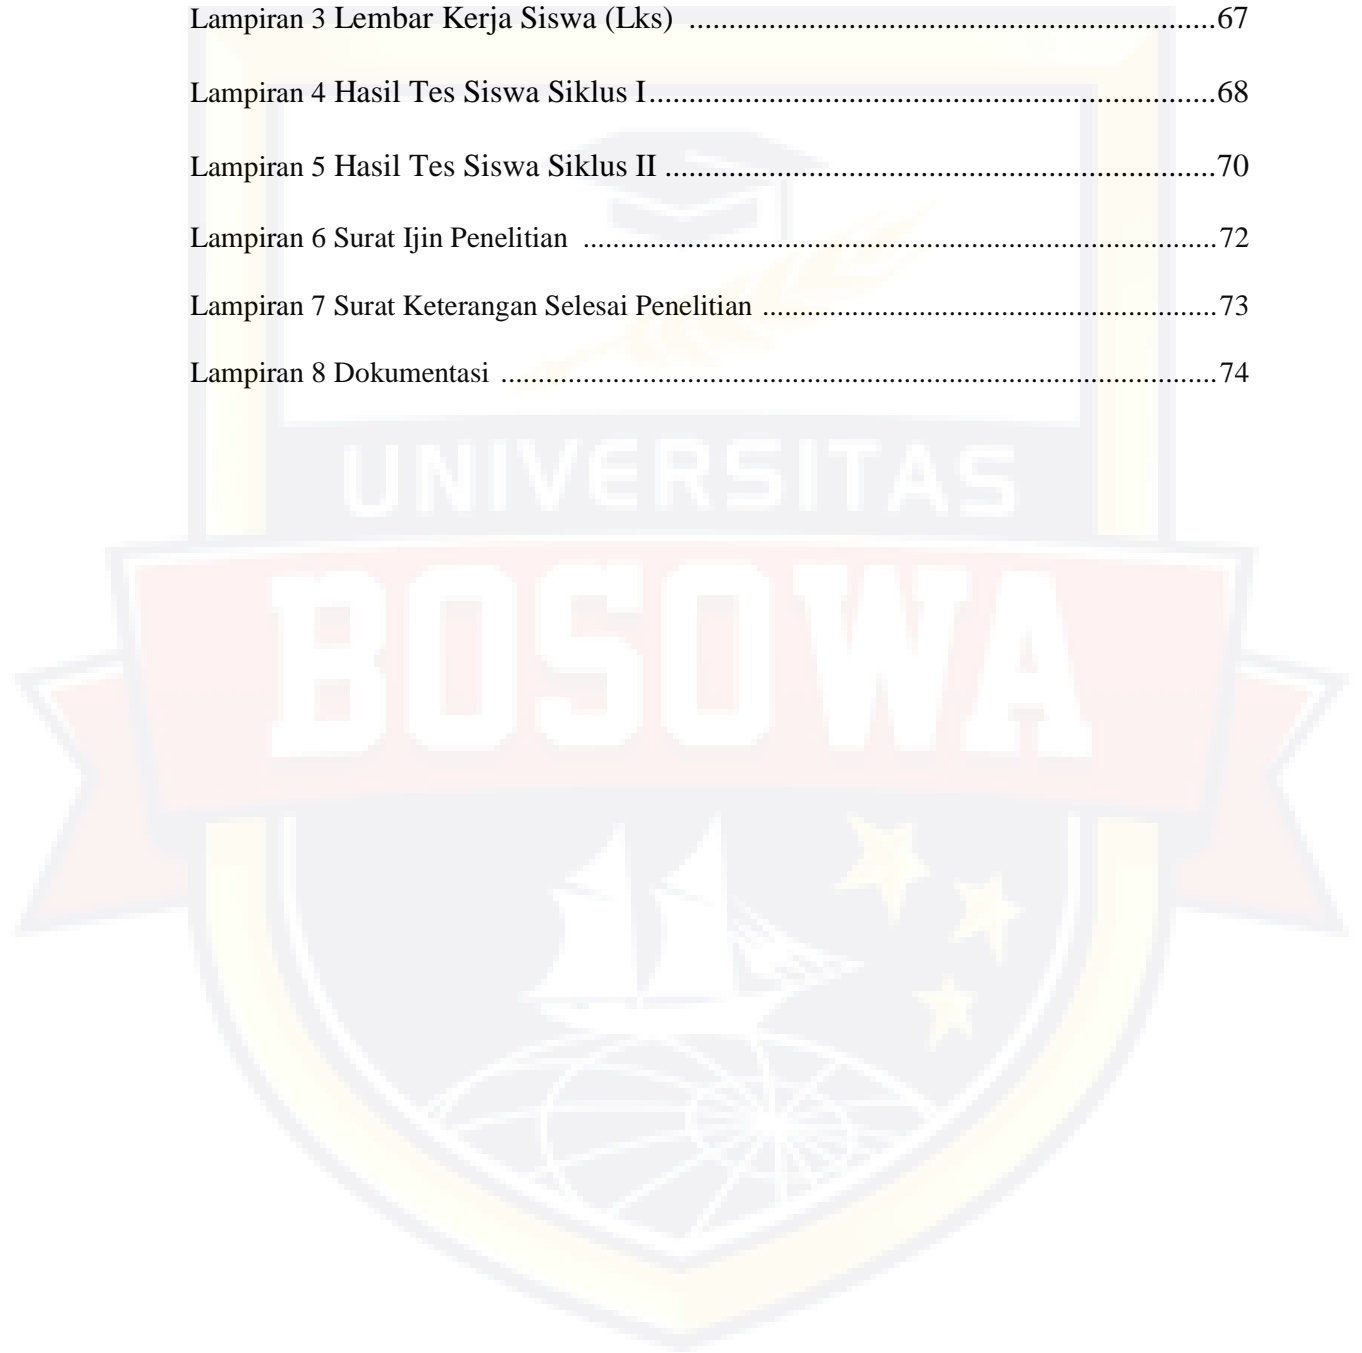 Lampiran 3 Lembar Kerja Siswa (Lks) ..................................................................67
Lampiran 4 Hasil Tes Siswa Siklus I.......................................................................68
Lampiran 5 Hasil Tes Siswa Siklus II .....................................................................70
Lampiran 6 Surat Ijin Penelitian .....................................................................................72
Lampiran 7 Surat Keterangan Selesai Penelitian .............................................................73
Lampiran 8 Dokumentasi ................................................................................................74
UNIVERSITAS
BOSOWA